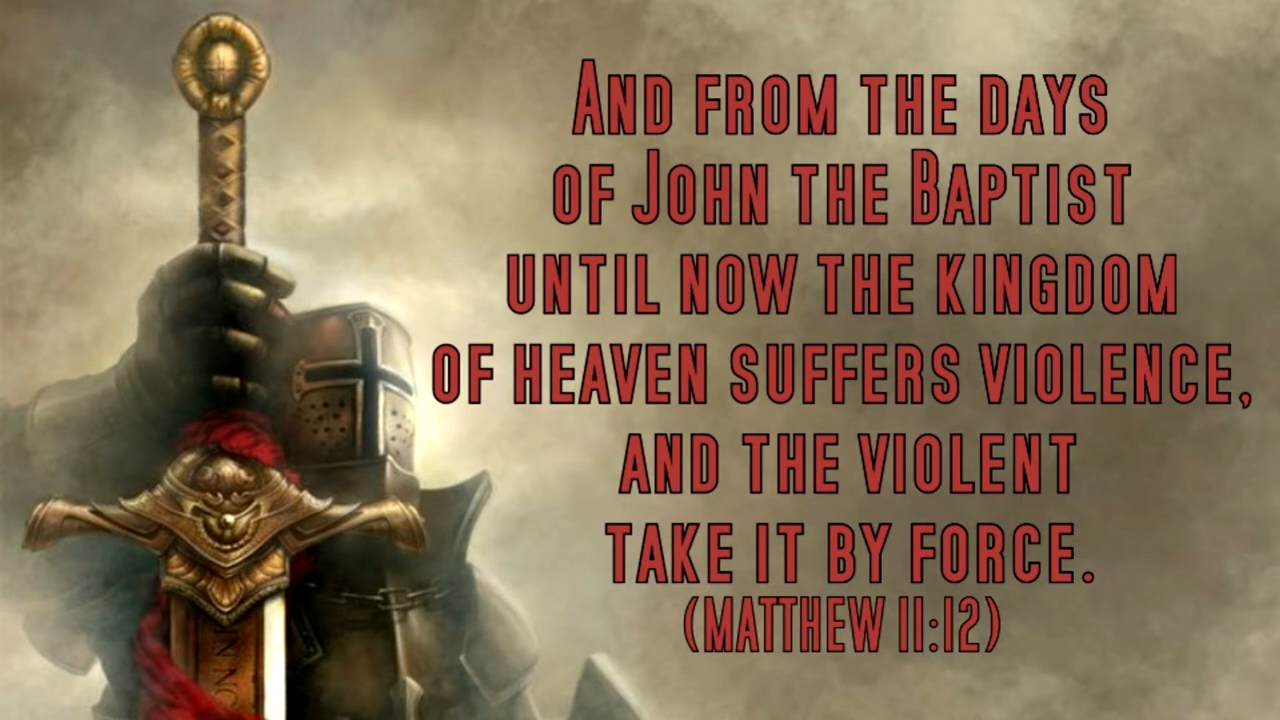 And from the days
of John the Baptist
until now the kingdom
of heaven suffers violence,
and the violent
take it by force.
(Matthew 11:12)